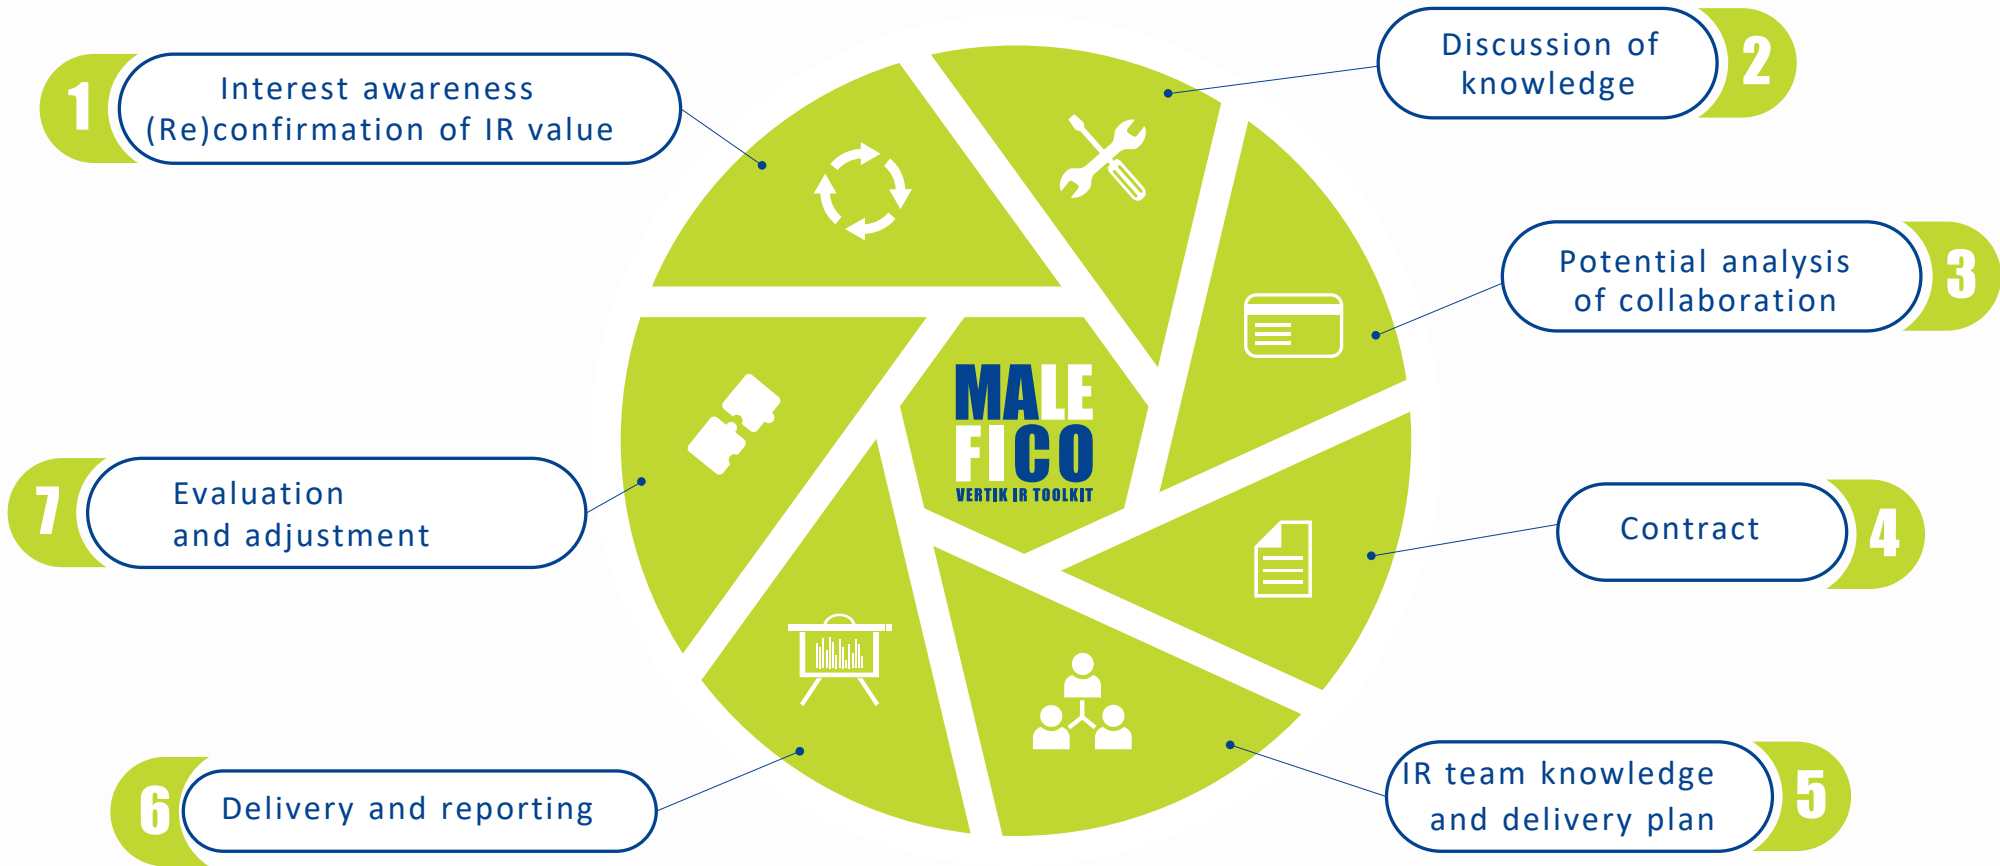 1
Interest awareness
(Re)confirmation of IR value
2
Discussion of
knowledge
3
Potential analysis
of collaboration
4
Contract
5
IR team knowledge
and delivery plan
6
Delivery and reporting
7
Evaluation
and adjustment
MALE
FICO
VERTIK IR TOOLKIT